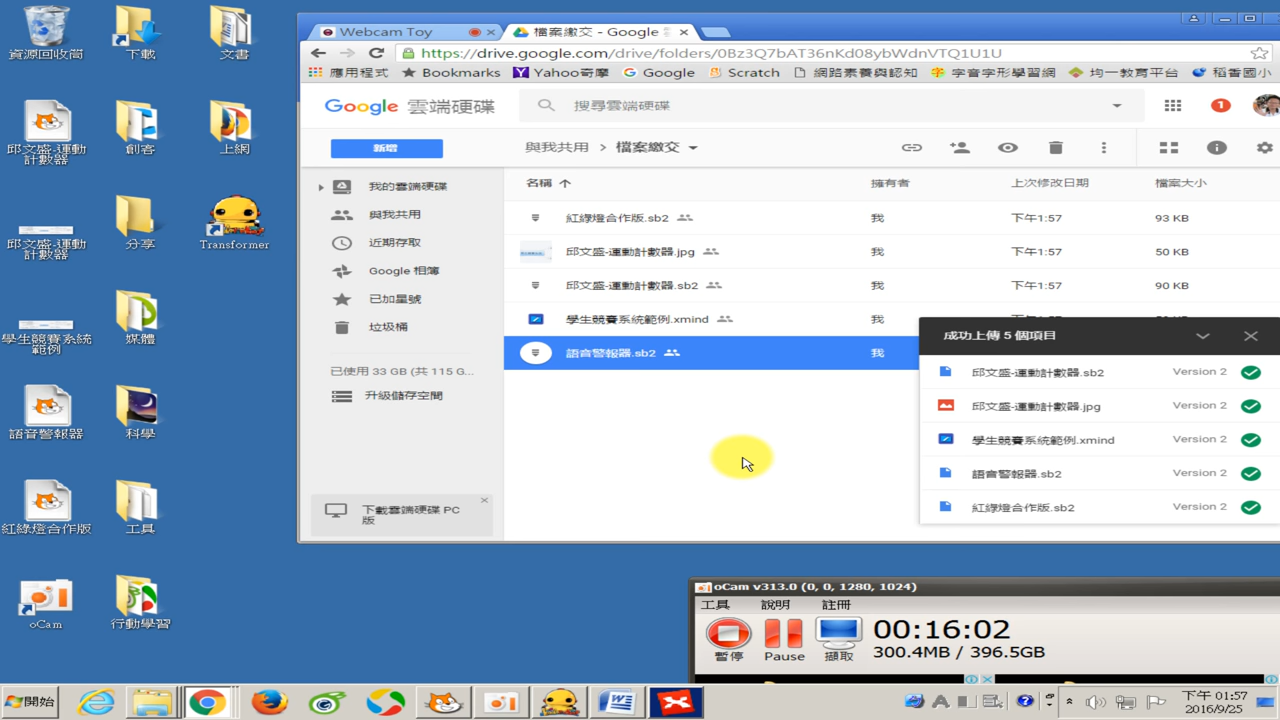 資源回收筒
下載
文書
邱文盛-運動
計數器
創客
上網
邱文盛-運動
計數器
分享
Transformer
學生競賽系統
範例
媒體
語音警報器
科學
紅綠燈合作版
工具
oCam
行動學習
Webcam Toy
檔案繳交 - Google
https://drive.google.com/drive/folders/0Bz3Q7bAT36nKd08ybWdnVTQ1U1U
應用程式
Bookmarks
Yahoo奇摩
Google
Scratch
網路素養與認知
字音字形學習網
均一教育平台
稻香國小
Google 雲端硬碟
搜尋雲端硬碟
1
新增
與我共用 > 檔案繳交
我的雲端硬碟
與我共用
近期存取
Google 相簿
已加星號
垃圾桶
已使用 33 GB (共 115 G...
升級儲存空間
下載雲端硬碟 PC
版
名稱 擁有者 上次修改日期 檔案大小
紅綠燈合作版.sb2 我 下午1:57 93 KB
邱文盛-運動計數器.jpg 我 下午1:57 50 KB
邱文盛-運動計數器.sb2 我 下午1:57 90 KB
學生競賽系統範例.xmind 我
語音警報器.sb2 我
成功上傳 5 個項目
邱文盛-運動計數器.sb2 Version 2
邱文盛-運動計數器.jpg Version 2
學生競賽系統範例.xmind Version 2
語音警報器.sb2 Version 2
紅綠燈合作版.sb2 Version 2
oCam v313.0 (0, 0, 1280, 1024)
工具 說明 註冊
暫停 Pause 擷取
00:16:02
300.4MB / 396.5GB
開始
下午 01:57
2016/9/25